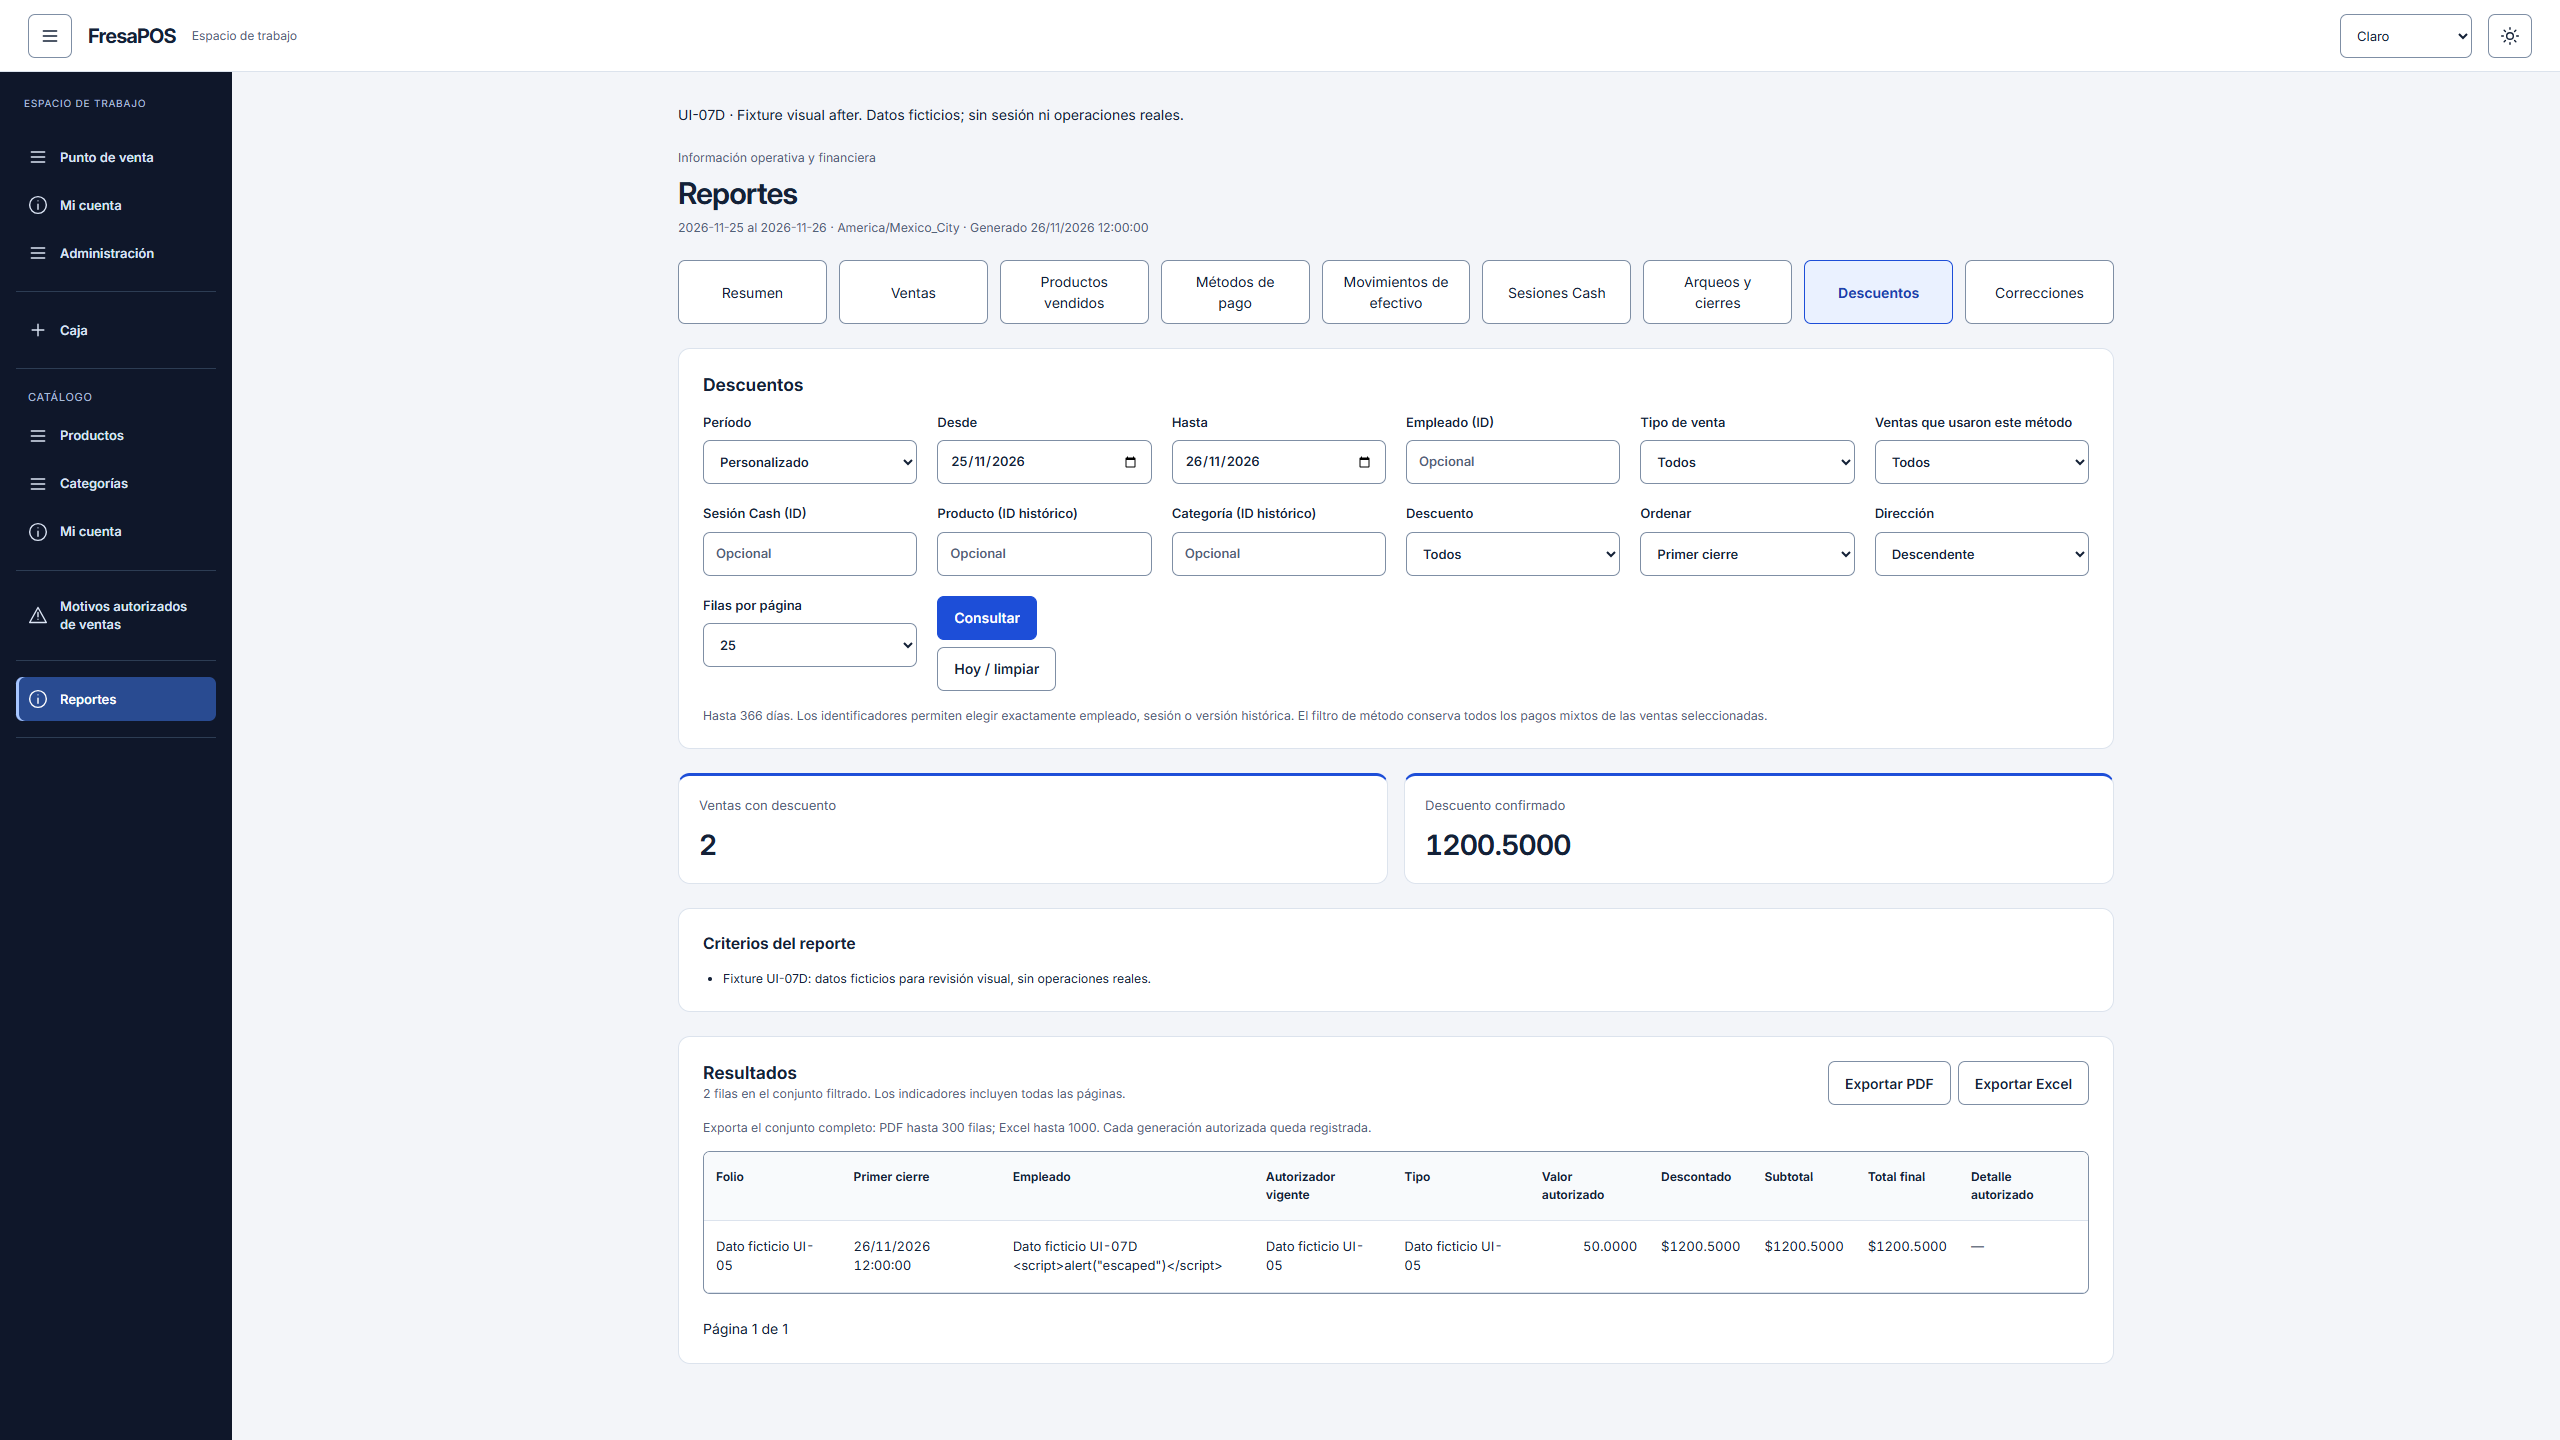 FresaPOS
Espacio de trabajo
Claro
ESPACIO DE TRABAJO
Punto de venta
Mi cuenta
Administración
Caja
CATÁLOGO
Productos
Categorías
Mi cuenta
Motivos autorizados
de ventas
Reportes
UI-07D · Fixture visual after. Datos ficticios; sin sesión ni operaciones reales.
Información operativa y financiera
Reportes
2026-11-25 al 2026-11-26 · America/Mexico_City · Generado 26/11/2026 12:00:00
Resumen
Ventas
Productos
vendidos
Métodos de
pago
Movimientos de
efectivo
Sesiones Cash
Arqueos y
cierres
Descuentos
Correcciones
Descuentos
Período
Desde
Hasta
Empleado (ID)
Tipo de venta
Ventas que usaron este método
Personalizado
25/11/2026
26/11/2026
Opcional
Todos
Todos
Sesión Cash (ID)
Producto (ID histórico)
Categoría (ID histórico)
Descuento
Ordenar
Dirección
Opcional
Opcional
Opcional
Todos
Primer cierre
Descendente
Filas por página
25
Consultar
Hoy / limpiar
Hasta 366 días. Los identificadores permiten elegir exactamente empleado, sesión o versión histórica. El filtro de método conserva todos los pagos mixtos de las ventas seleccionadas.
Ventas con descuento
2
Descuento confirmado
1200.5000
Criterios del reporte
• Fixture UI-07D: datos ficticios para revisión visual, sin operaciones reales.
Resultados
2 filas en el conjunto filtrado. Los indicadores incluyen todas las páginas.
Exportar PDF
Exportar Excel
Exporta el conjunto completo: PDF hasta 300 filas; Excel hasta 1000. Cada generación autorizada queda registrada.
Folio
Primer cierre
Empleado
Autorizador
vigente
Tipo
Valor
autorizado
Descontado
Subtotal
Total final
Detalle
autorizado
Dato ficticio UI-
05
26/11/2026
12:00:00
Dato ficticio UI-07D
<script>alert("escaped")</script>
Dato ficticio UI-
05
Dato ficticio UI-
05
50.0000
$1200.5000
$1200.5000
$1200.5000
—
Página 1 de 1